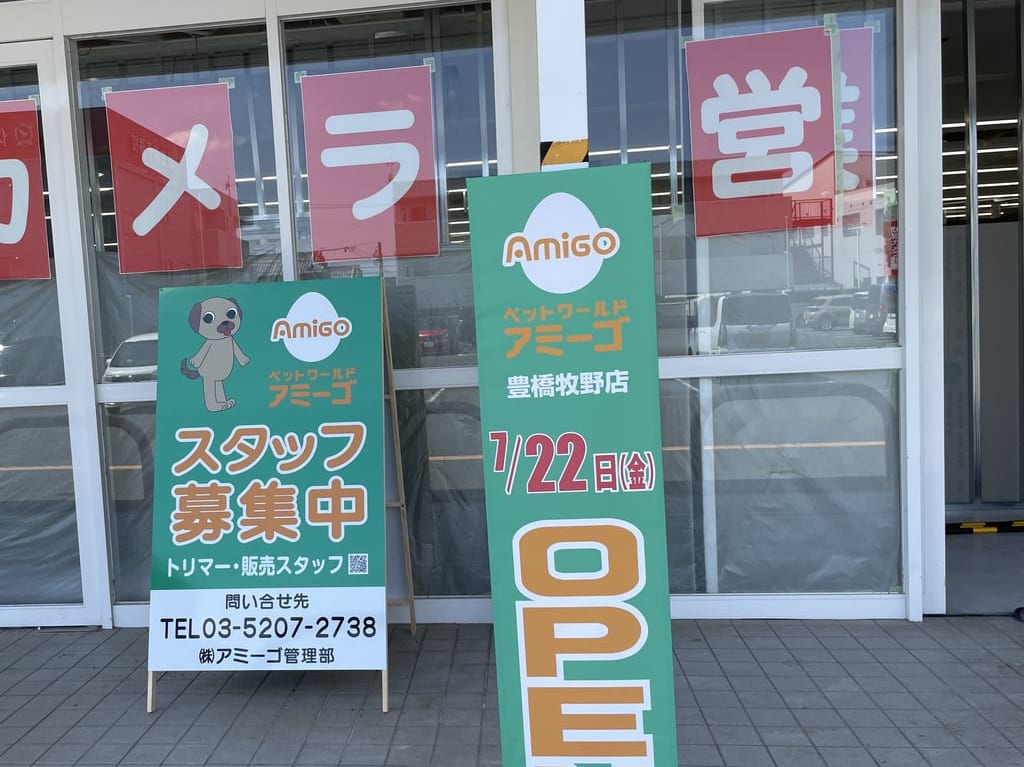 カメラ
営業
AMiGO
ペットワールド
アミーゴ
スタッフ
募集中
トリマー・販売スタッフ
問い合せ先
TEL03-5207-2738
㈱アミーゴ管理部
AMiGO
ペットワールド
アミーゴ
豊橋牧野店
7/22日(金)
OPE